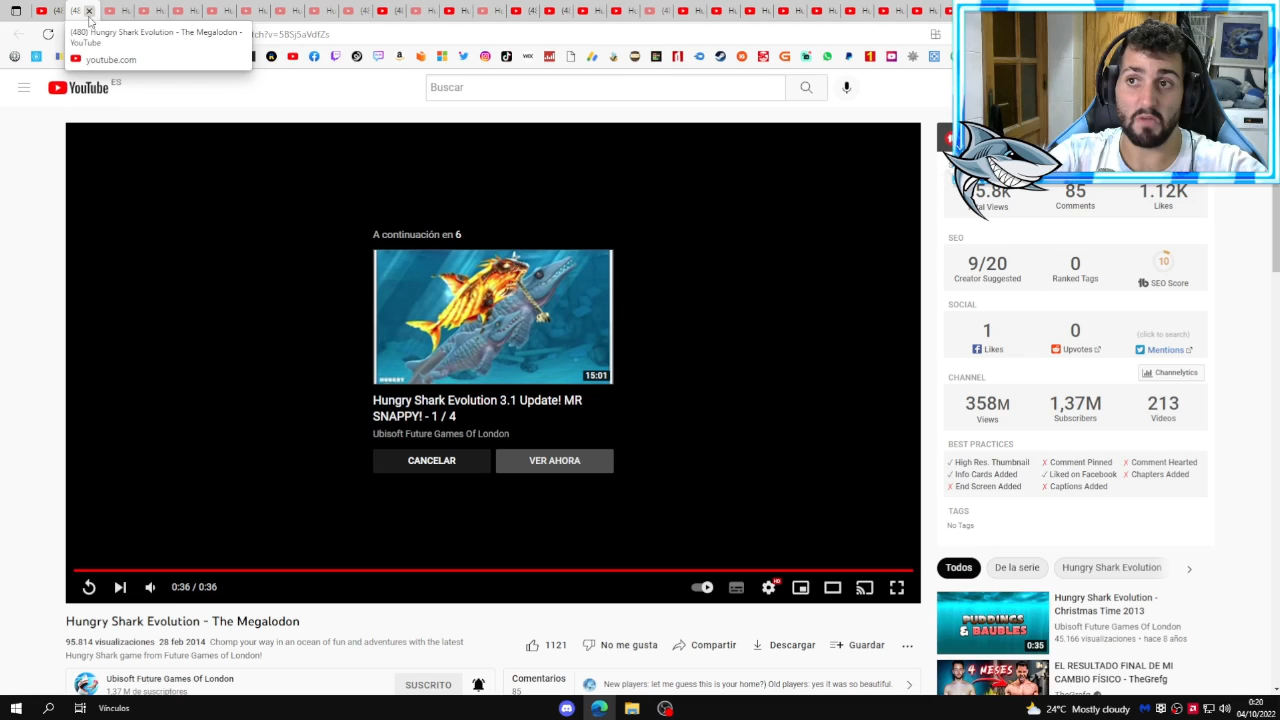 (480) Hungry Shark Evolution - The Megalodon -
YouTube
youtube.com
YouTube ES
Buscar
A continuación en 6
15:01
Hungry Shark Evolution 3.1 Update! MR
SNAPPY! - 1 / 4
Ubisoft Future Games Of London
CANCELAR
VER AHORA
0:36 / 0:36
Hungry Shark Evolution - The Megalodon
95.814 visualizaciones 28 feb 2014 Chomp your way in an ocean of fun and adventures with the latest
Hungry Shark game from Future Games of London!
1121
No me gusta
Compartir
Descargar
Guardar
Ubisoft Future Games Of London
1,37 M de suscriptores
SUSCRITO
Comentarios
85
New players: let me guess this is your home?) Old players: yes it was so beautiful.
85 1.12K
Comments Likes
SEO
9/20 0 10
Creator Suggested Ranked Tags tb SEO Score
SOCIAL
1 0 (click to search)
Likes Upvotes Mentions
CHANNEL
Channelytics
358M 1,37M 213
Views Subscribers Videos
BEST PRACTICES
√ High Res. Thumbnail X Comment Pinned X Comment Hearted
√ Info Cards Added √ Liked on Facebook X Chapters Added
X End Screen Added X Captions Added
TAGS
No Tags
Todos
De la serie
Hungry Shark Evolution
PUDDINGS
& BAUBLES
0:35
Hungry Shark Evolution -
Christmas Time 2013
Ubisoft Future Games Of London
45.166 visualizaciones • hace 8 años
4 MESES
EL RESULTADO FINAL DE MI
CAMBIO FÍSICO - TheGrefg
TheGrefg
Vínculos
24°C Mostly cloudy
0:20
04/10/2022